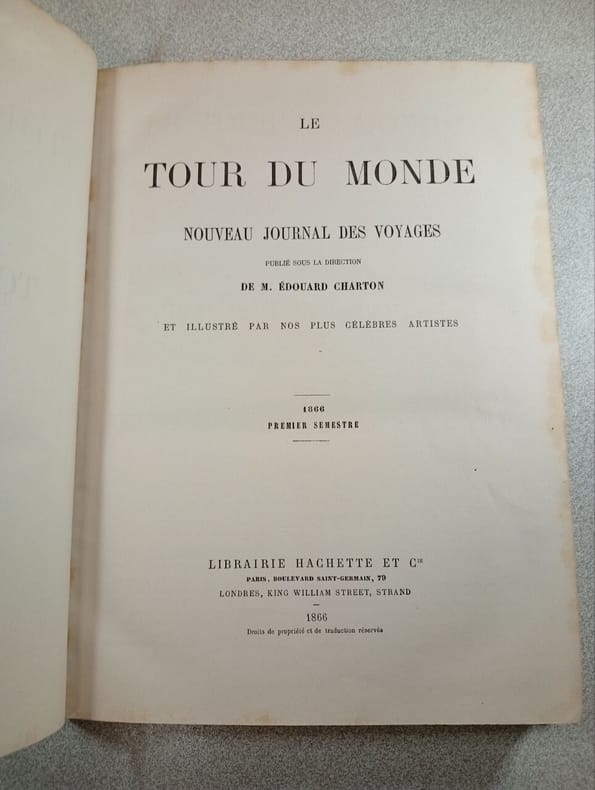 LE
TOUR DU MONDE
NOUVEAU JOURNAL DES VOYAGES
PUBLIÉ SOUS LA DIRECTION
DE M. ÉDOUARD CHARTON
ET ILLUSTRÉ PAR NOS PLUS CÉLÈBRES ARTISTES
1866
PREMIER SEMESTRE
LIBRAIRIE HACHETTE ET Cie
PARIS, BOULEVARD SAINT-GERMAIN, 79
LONDRES, KING WILLIAM STREET, STRAND
1866
Droits de propriété et de traduction réservés